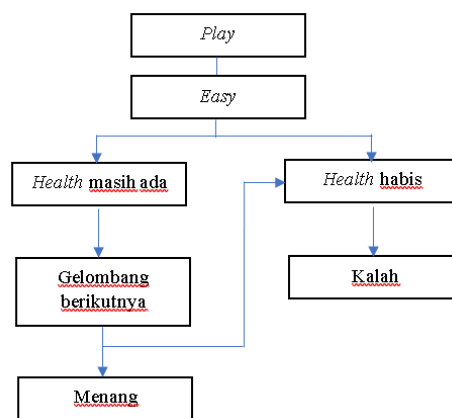 Play
Easy
Health masih ada
Health habis
Gelombang
berikutnya
Kalah
Menang